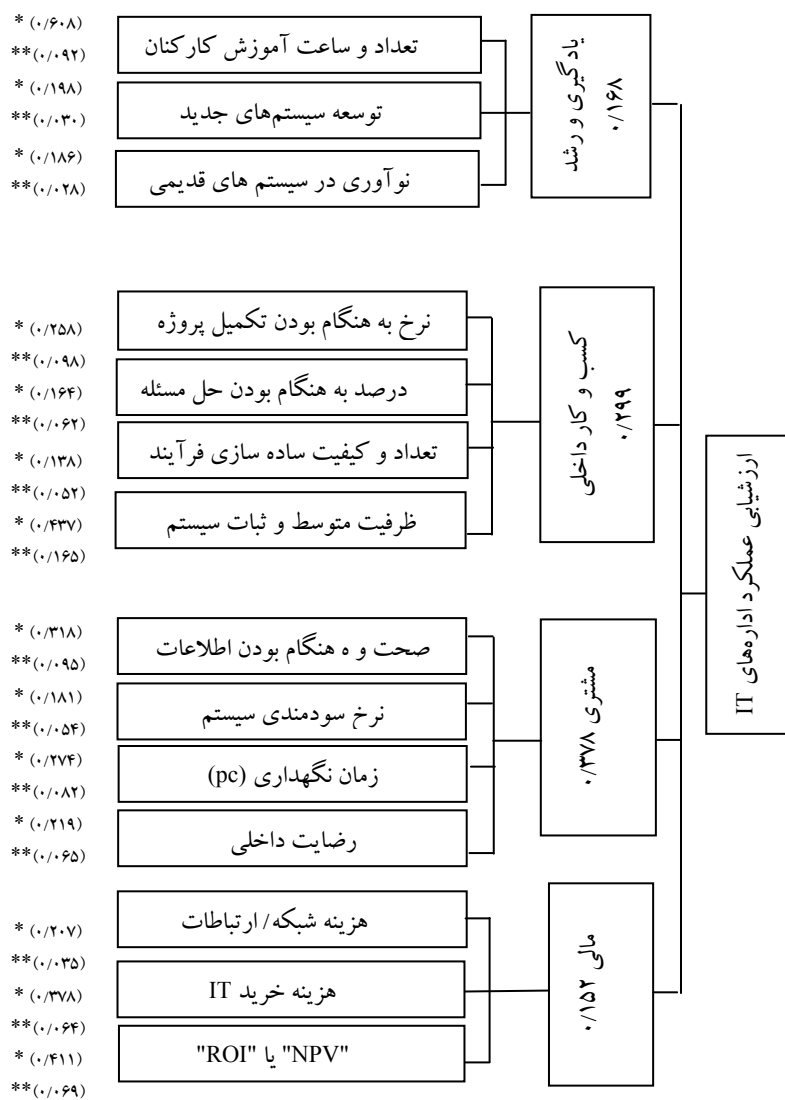 ارزشیابی عملکرد اداره‌های IT
یادگیری و رشد
۰/۱۶۸
تعداد و ساعت آموزش کارکنان
* (۰/۶۰۸)
**(۰/۰۹۲)
توسعه سیستم‌های جدید
* (۰/۱۹۸)
**(۰/۰۳۰)
نوآوری در سیستم های قدیمی
* (۰/۱۸۶)
**(۰/۰۲۸)
کسب و کار داخلی
۰/۲۹۹
نرخ به هنگام بودن تکمیل پروژه
* (۰/۲۵۸)
**(۰/۰۹۸)
درصد به هنگام بودن حل مسئله
* (۰/۱۶۴)
**(۰/۰۶۲)
تعداد و کیفیت ساده سازی فرآیند
* (۰/۱۳۸)
**(۰/۰۵۲)
ظرفیت متوسط و ثبات سیستم
* (۰/۴۳۷)
**(۰/۱۶۵)
مشتری ۰/۳۷۸
صحت و ه هنگام بودن اطلاعات
* (۰/۳۱۸)
**(۰/۰۹۵)
نرخ سودمندی سیستم
* (۰/۱۸۱)
**(۰/۰۵۴)
زمان نگهداری (pc)
* (۰/۲۷۴)
**(۰/۰۸۲)
رضایت داخلی
* (۰/۲۱۹)
**(۰/۰۶۵)
مالی ۰/۱۵۲
هزینه شبکه/ ارتباطات
* (۰/۲۰۷)
**(۰/۰۳۵)
هزینه خرید IT
* (۰/۳۷۸)
**(۰/۰۶۴)
"NPV" یا "ROI"
* (۰/۴۱۱)
**(۰/۰۶۹)